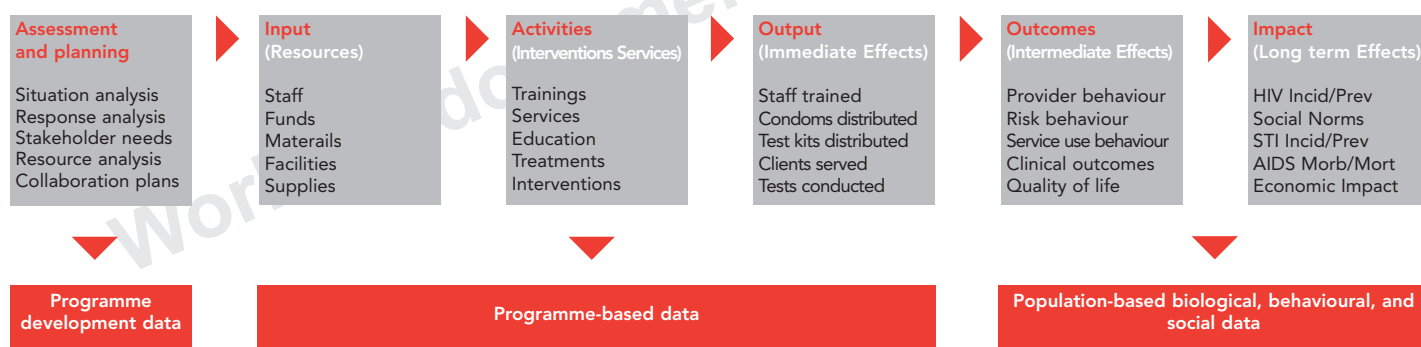 Assessment
and planning
Situation analysis
Response analysis
Stakeholder needs
Resource analysis
Collaboration plans
Input
(Resources)
Staff
Funds
Materails
Facilities
Supplies
Activities
(Interventions Services)
Trainings
Services
Education
Treatments
Interventions
Output
(Immediate Effects)
Staff trained
Condoms distributed
Test kits distributed
Clients served
Tests conducted
Outcomes
(Intermediate Effects)
Provider behaviour
Risk behaviour
Service use behaviour
Clinical outcomes
Quality of life
Impact
(Long term Effects)
HIV Incid/Prev
Social Norms
STI Incid/Prev
AIDS Morb/Mort
Economic Impact
Programme
development data
Programme-based data
Population-based biological, behavioural, and
social data